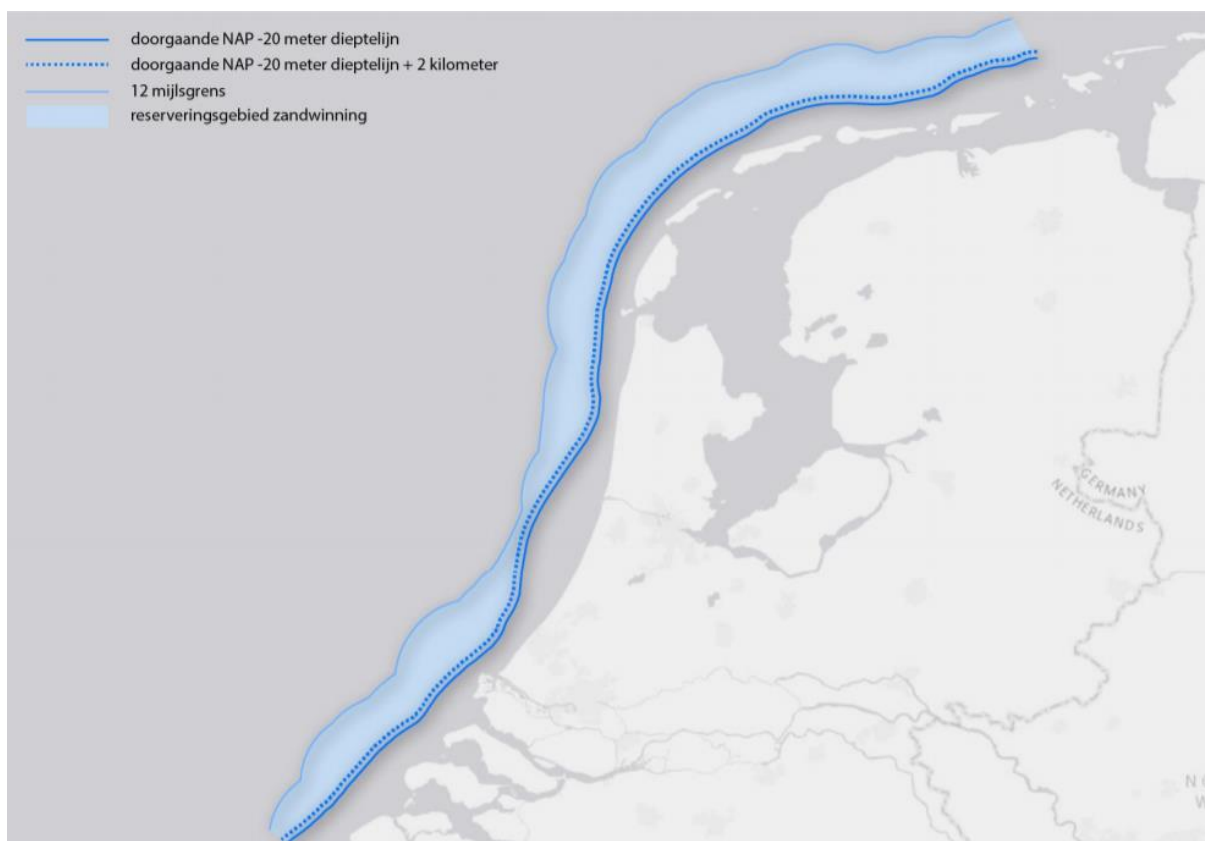 doorgaande NAP -20 meter dieptelijn
doorgaande NAP -20 meter dieptelijn + 2 kilometer
12 mijlsgrens
reserveringsgebied zandwinning
GERMANY
NETHERLANDS
N
W